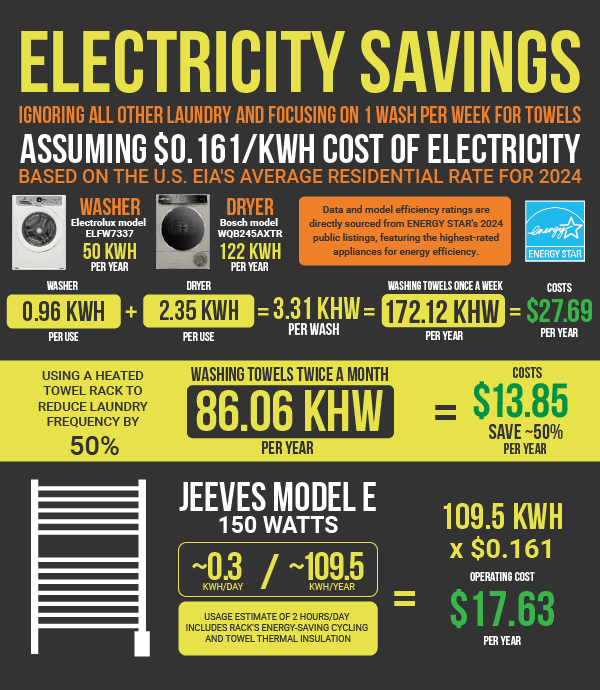 ELECTRICITY SAVINGS
IGNORING ALL OTHER LAUNDRY AND FOCUSING ON 1 WASH PER WEEK FOR TOWELS
ASSUMING $0.161/KWH COST OF ELECTRICITY
BASED ON THE U.S. EIA'S AVERAGE RESIDENTIAL RATE FOR 2024
WASHER
Electrolux model
ELFW7337
50 KWH
PER YEAR
DRYER
Bosch model
WQB245AXTR
122 KWH
PER YEAR
Data and model efficiency ratings are
directly sourced from ENERGY STAR's 2024
public listings, featuring the highest-rated
appliances for energy efficiency.
energy
ENERGY STAR
WASHER
0.96 KWH
PER USE
+
DRYER
2.35 KWH
PER USE
= 3.31 KHW =
PER WASH
WASHING TOWELS ONCE A WEEK
172.12 KHW
PER YEAR
=
COSTS
$27.69
PER YEAR
USING A HEATED
TOWEL RACK TO
REDUCE LAUNDRY
FREQUENCY BY
50%
WASHING TOWELS TWICE A MONTH
86.06 KHW
PER YEAR
=
COSTS
$13.85
SAVE ~50%
PER YEAR
JEEVES MODEL E
150 WATTS
~0.3 / ~109.5
KWH/DAY KWH/YEAR
USAGE ESTIMATE OF 2 HOURS/DAY
INCLUDES RACK'S ENERGY-SAVING CYCLING
AND TOWEL THERMAL INSULATION
=
109.5 KWH
x $0.161
OPERATING COST
$17.63
PER YEAR